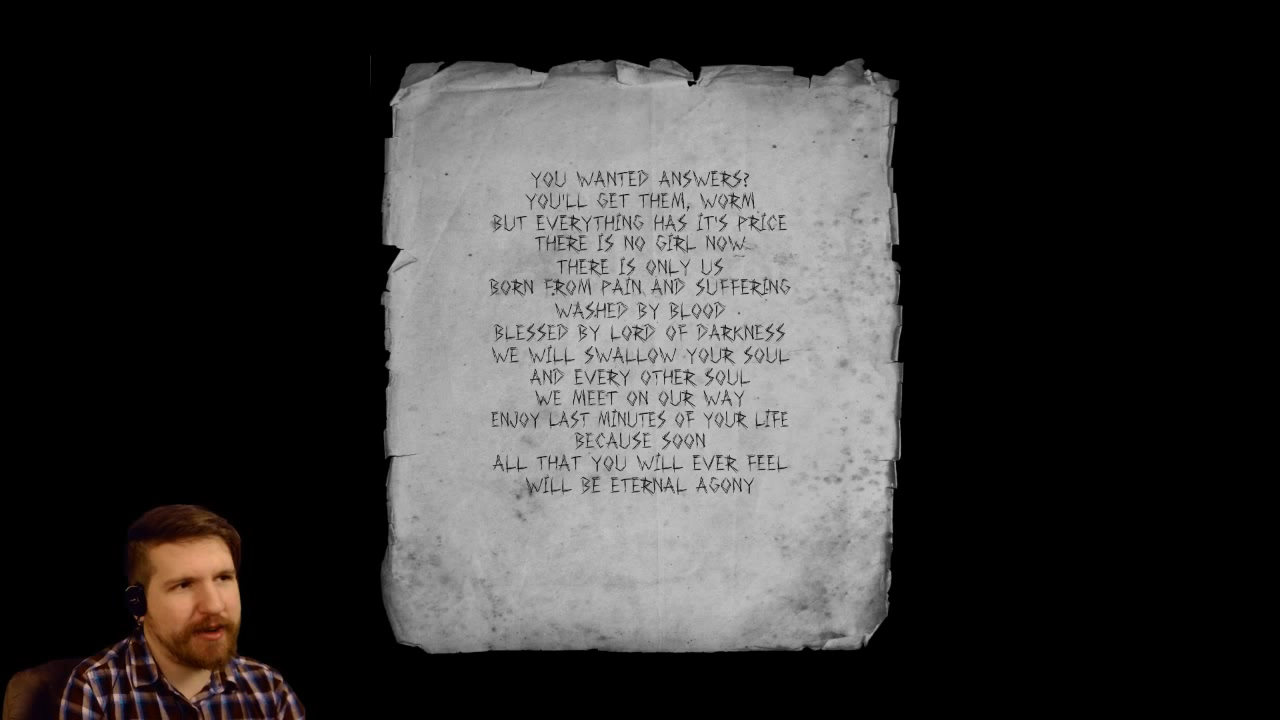 YOU WANTED ANSWERS?
YOU'LL GET THEM, WORM
BUT EVERYTHING HAS IT'S PRICE
THERE IS NO GIRL NOW
THERE IS ONLY US
BORN FROM PAIN AND SUFFERING
WASHED BY BLOOD
BLESSED BY LORD OF DARKNESS
WE WILL SWALLOW YOUR SOUL
AND EVERY OTHER SOUL
WE MEET ON OUR WAY
ENJOY LAST MINUTES OF YOUR LIFE
BECAUSE SOON
ALL THAT YOU WILL EVER FEEL
WILL BE ETERNAL AGONY